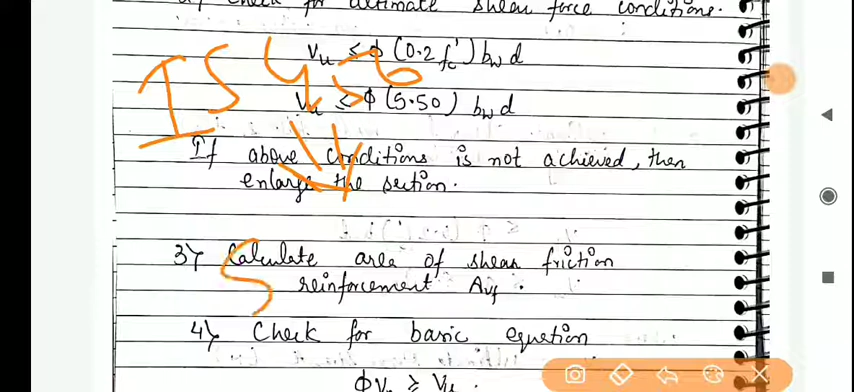 2) Check for ultimate shear force conditions.
Vu ≤ ϕ (0.2 fc') bw d
Vu ≤ ϕ (5.50) bw d
IS 456
If above conditions is not achieved, then
enlarge the section.
3) Calculate area of shear friction
reinforcement Avf.
4) Check for basic equation
ϕVn ≥ Vu.